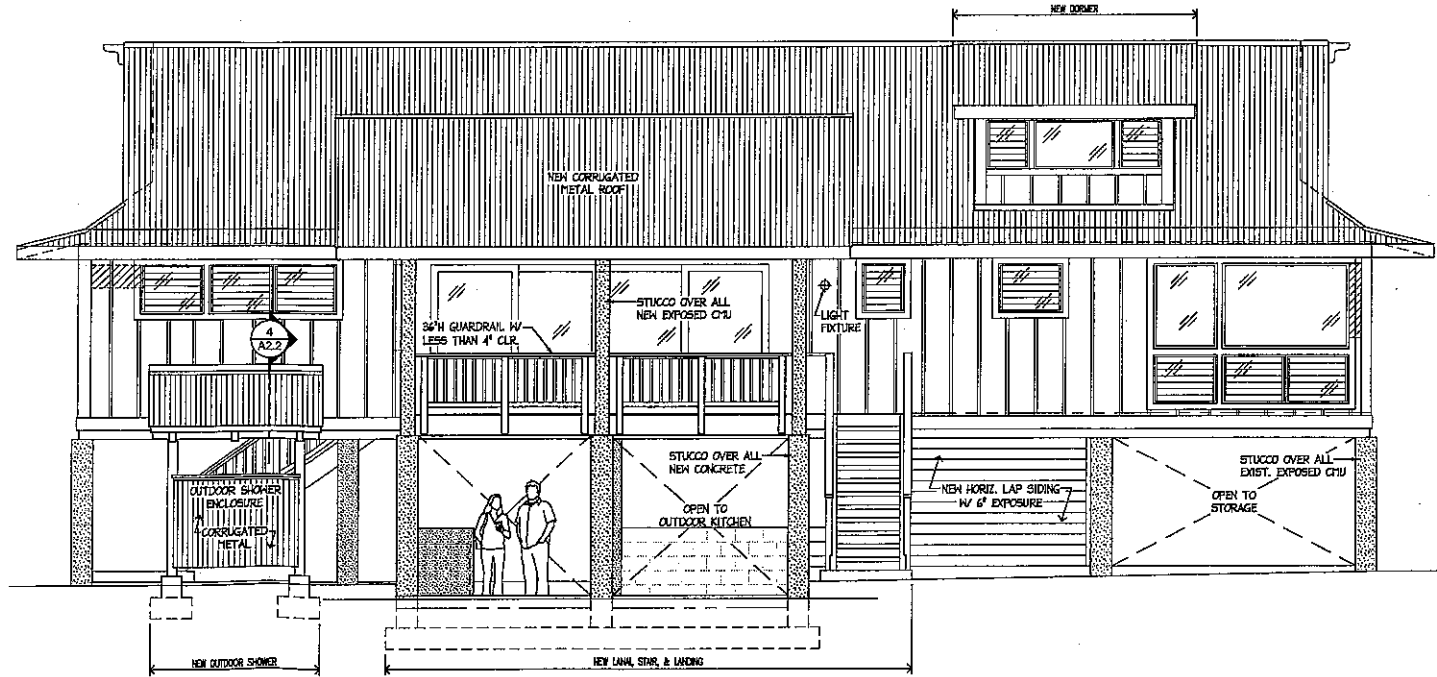 NEW DORMER
NEW CORRUGATED
METAL ROOF
STUCCO OVER ALL
NEW EXPOSED CMU
LIGHT
FIXTURE
36"H GUARDRAIL W/
LESS THAN 4" CLR.
4
A2.2
STUCCO OVER ALL
NEW CONCRETE
STUCCO OVER ALL
EXIST. EXPOSED CMU
OUTDOOR SHOWER
ENCLOSURE
CORRUGATED
METAL
OPEN TO
OUTDOOR KITCHEN
NEW HORIZ. LAP SIDING
W/ 6" EXPOSURE
OPEN TO
STORAGE
NEW OUTDOOR SHOWER
NEW LANAI, STAIR, & LANDING